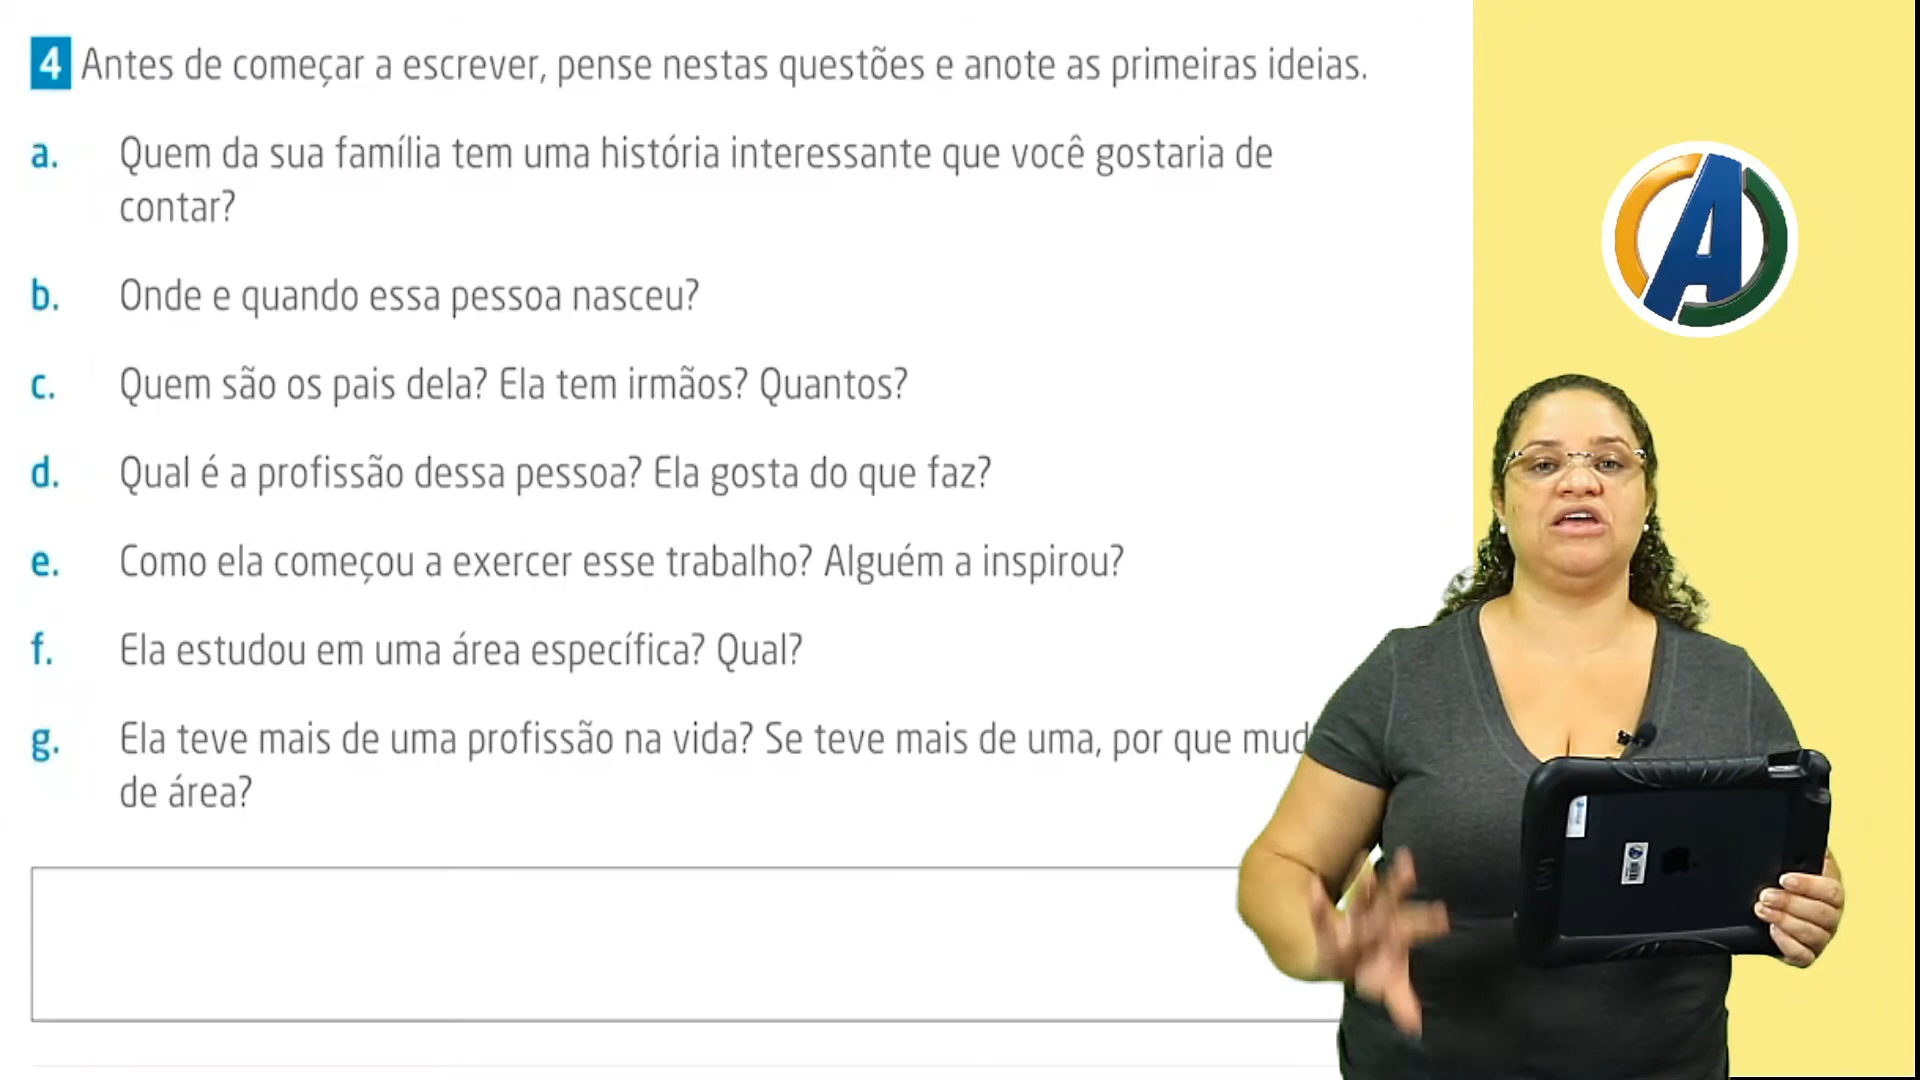 4 Antes de começar a escrever, pense nestas questões e anote as primeiras ideias.
a. Quem da sua família tem uma história interessante que você gostaria de
contar?
b. Onde e quando essa pessoa nasceu?
c. Quem são os pais dela? Ela tem irmãos? Quantos?
d. Qual é a profissão dessa pessoa? Ela gosta do que faz?
e. Como ela começou a exercer esse trabalho? Alguém a inspirou?
f. Ela estudou em uma área específica? Qual?
g. Ela teve mais de uma profissão na vida? Se teve mais de uma, por que
de área?
A